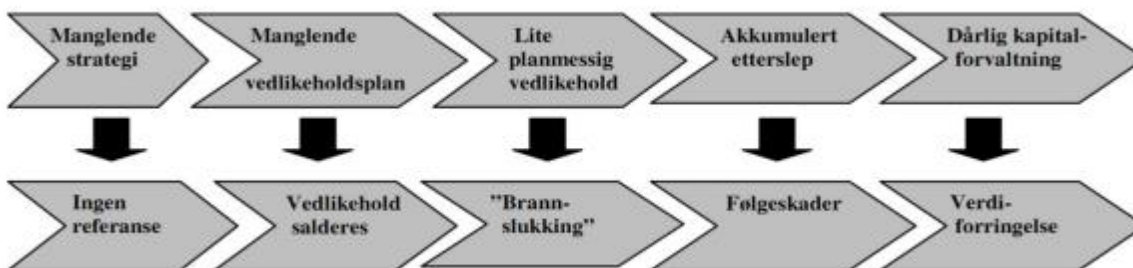 Manglende
strategi
Manglende
vedlikeholdsplan
Lite
planmessig
vedlikehold
Akkumulert
etterslep
Dårlig kapital-
forvaltning
Ingen
referanse
Vedlikehold
salderes
”Brann-
slukking”
Følgeskader
Verdi-
forringelse